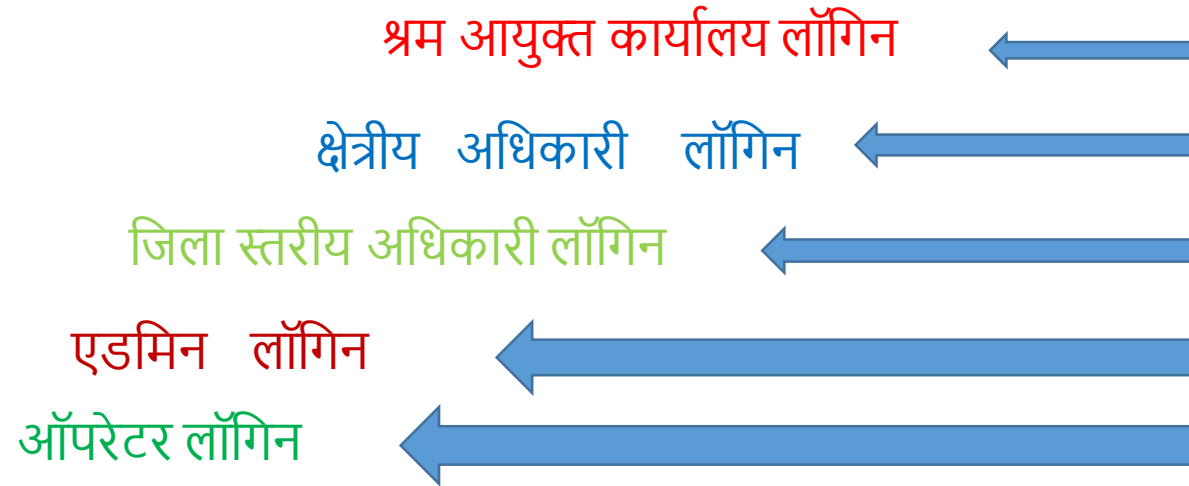 श्रम आयुक्त कार्यालय लॉगिन
क्षेत्रीय अधिकारी लॉगिन
जिला स्तरीय अधिकारी लॉगिन
एडमिन लॉगिन
ऑपरेटर लॉगिन